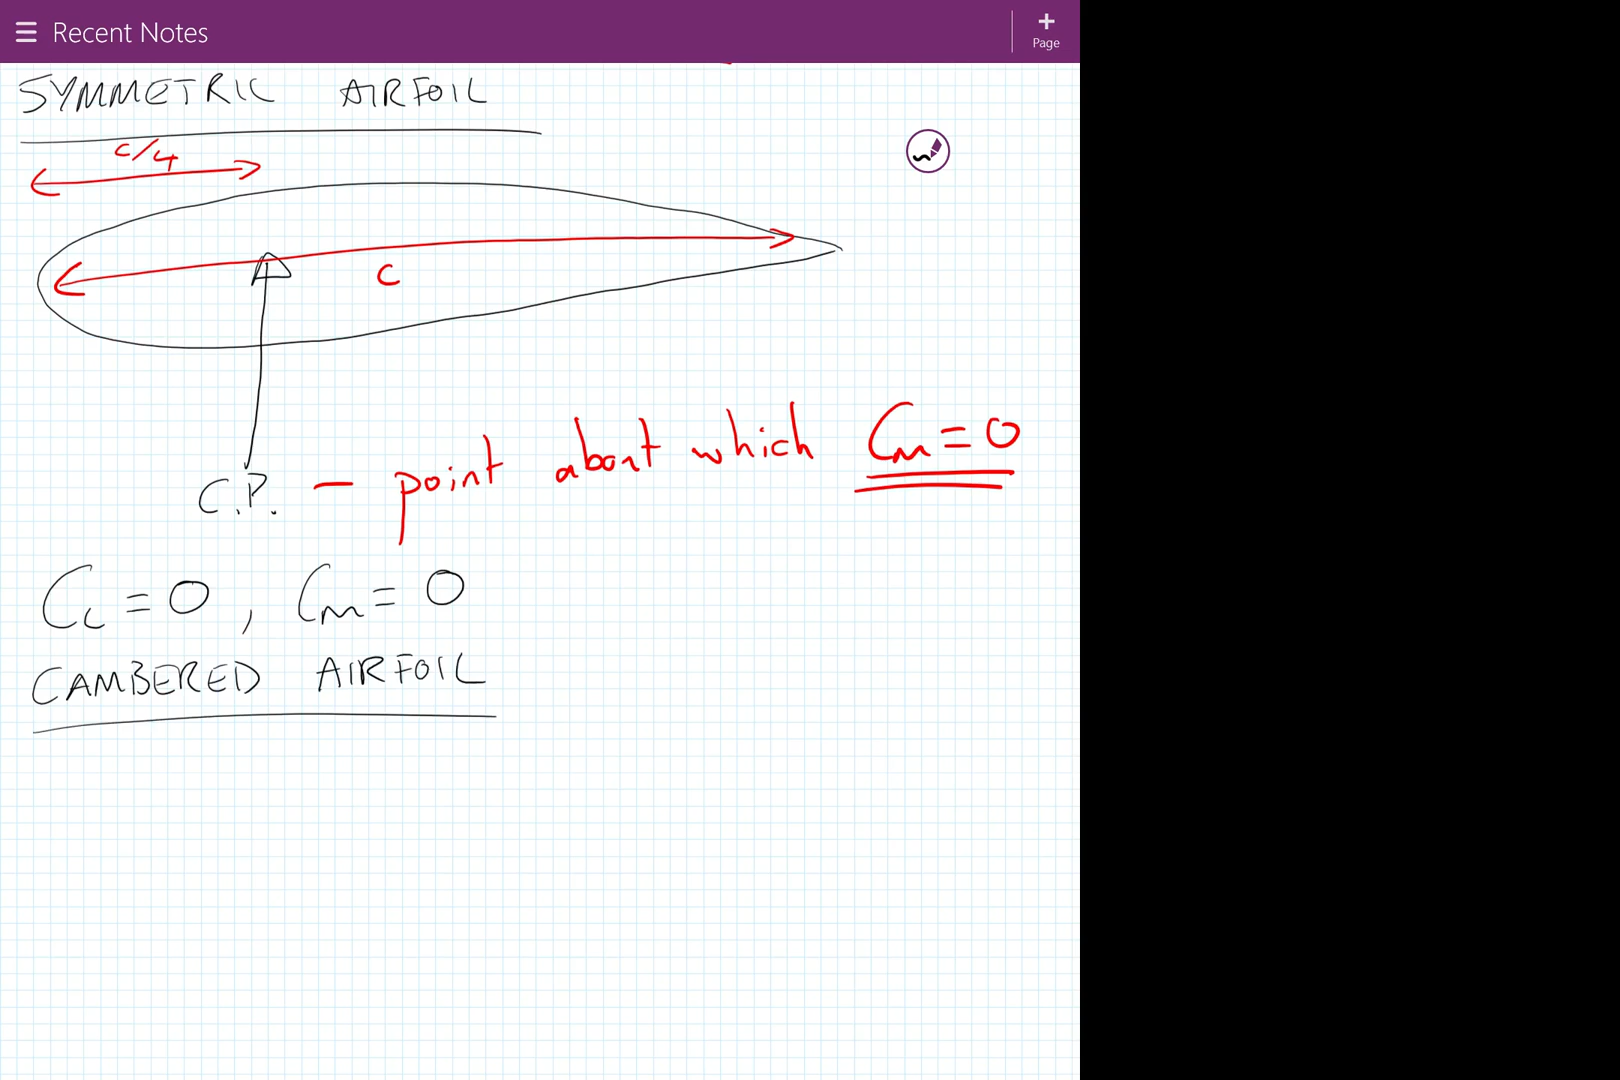 Recent Notes
Page
SYMMETRIC AIRFOIL
c/4
C
C.P. - point about which Cm = 0
CL = 0, Cm = 0
CAMBERED AIRFOIL